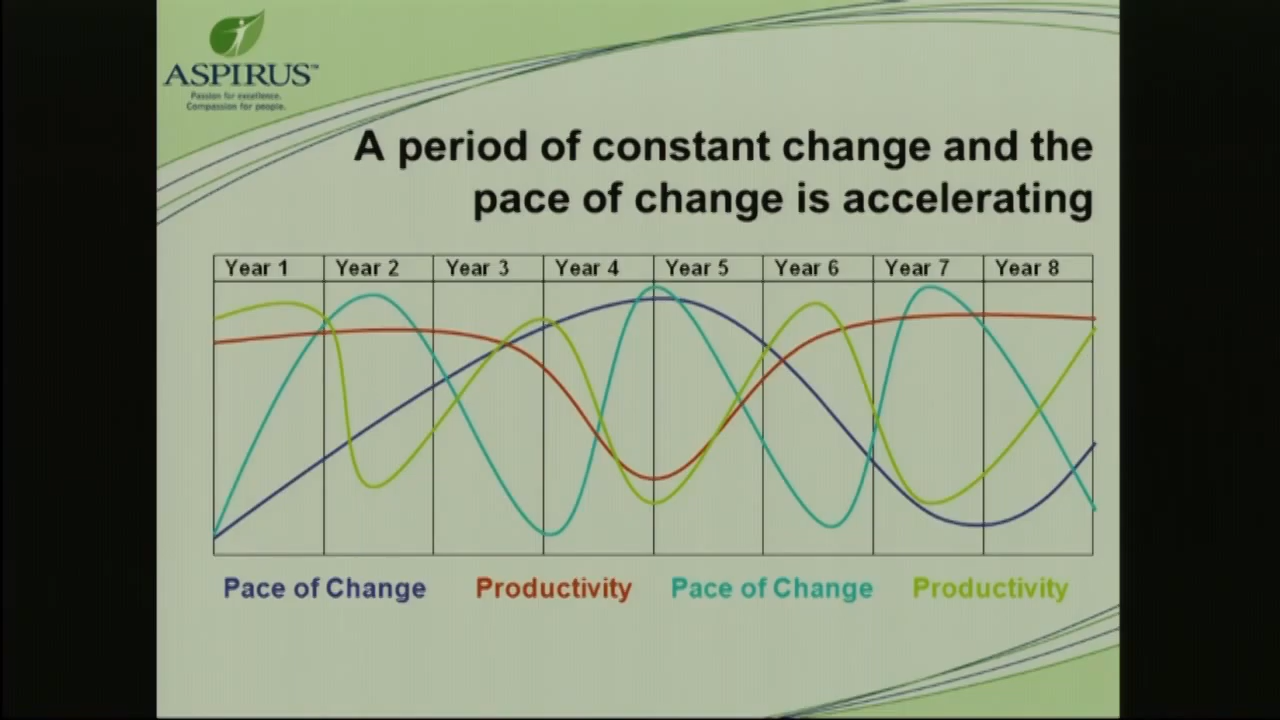 ASPIRUS™
Passion for excellence.
Compassion for people.
A period of constant change and the
pace of change is accelerating
Year 1 Year 2 Year 3 Year 4 Year 5 Year 6 Year 7 Year 8
Pace of Change Productivity Pace of Change Productivity